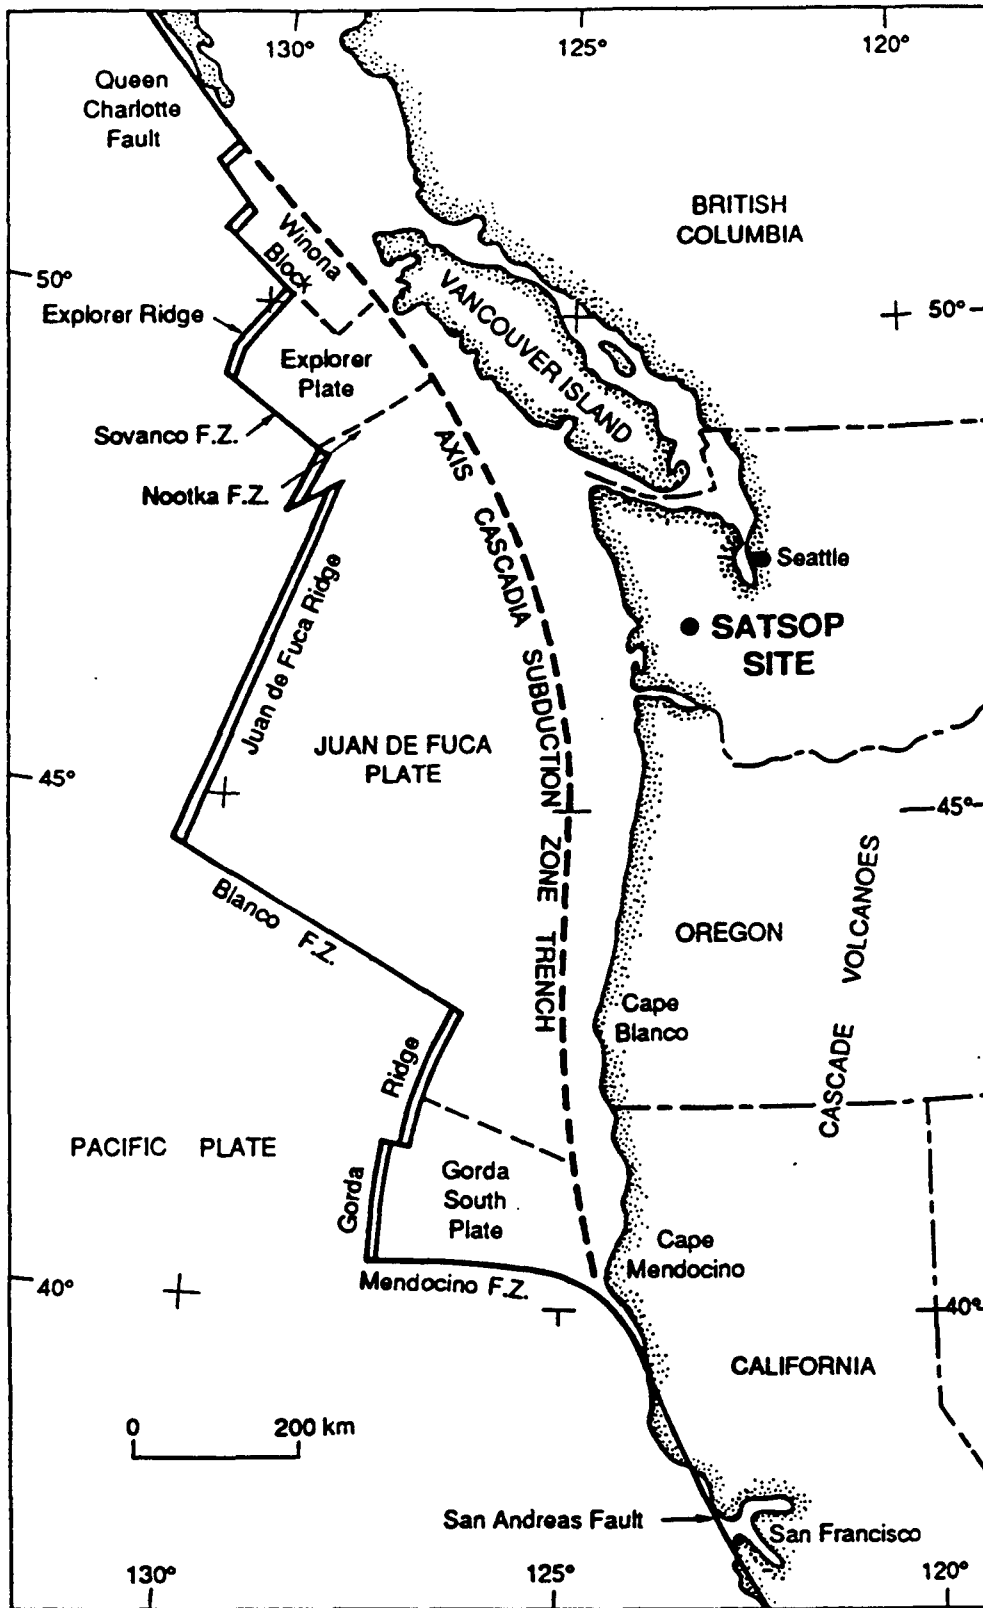 130°
125°
120°
Queen
Charlotte
Fault
BRITISH
COLUMBIA
Winona
Block
50°
VANCOUVER ISLAND
50°
Explorer Ridge
Explorer
Plate
Sovanco F.Z.
Nootka F.Z.
AXIS CASCADIA SUBDUCTION ZONE TRENCH
Seattle
SATSOP
SITE
Juan de Fuca Ridge
JUAN DE FUCA
PLATE
45°
45°
Blanco F.Z.
OREGON
CASCADE VOLCANOES
Cape
Blanco
Gorda Ridge
PACIFIC PLATE
Gorda
South
Plate
Cape
Mendocino
40°
Mendocino F.Z.
40°
CALIFORNIA
0 200 km
San Andreas Fault
San Francisco
130°
125°
120°